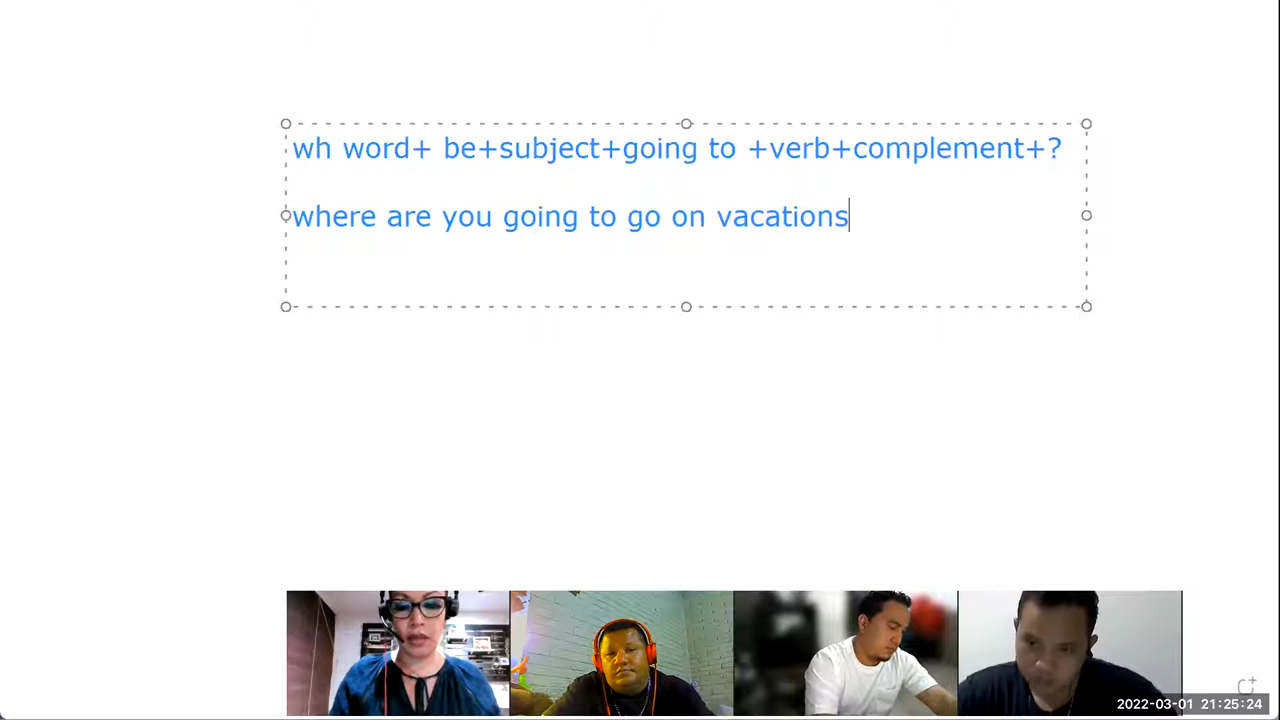 wh word+ be+subject+going to +verb+complement+?
where are you going to go on vacations
2022-03-01 21:25:24